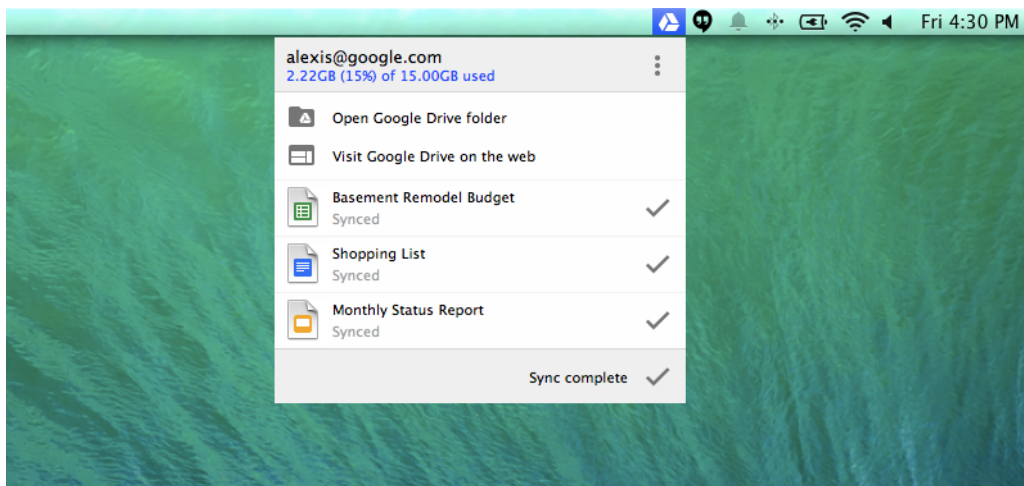 Fri 4:30 PM
alexis@google.com
2.22GB (15%) of 15.00GB used
Open Google Drive folder
Visit Google Drive on the web
Basement Remodel Budget
Synced
Shopping List
Synced
Monthly Status Report
Synced
Sync complete